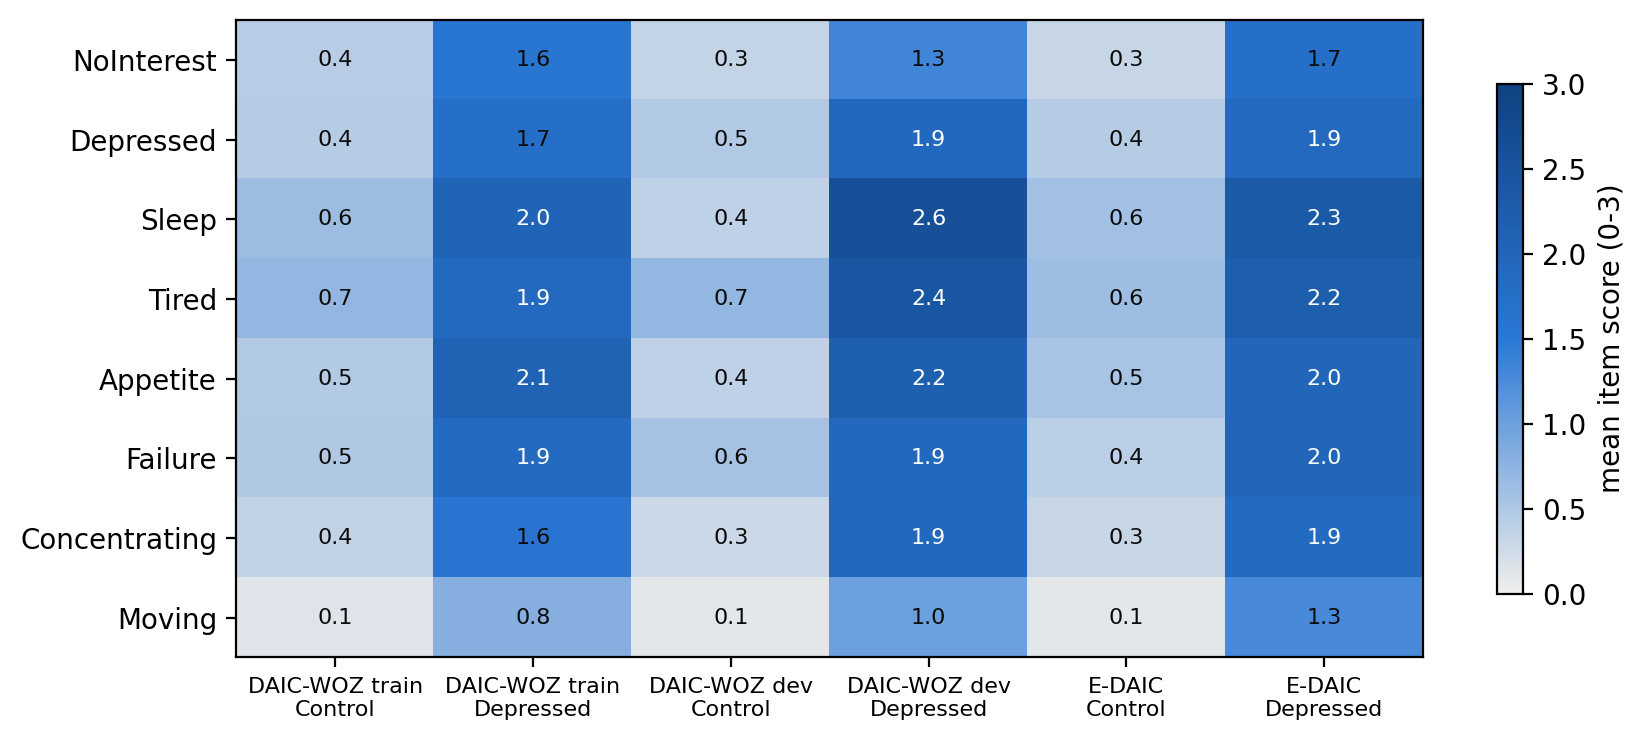 NoInterest 0.4 1.6 0.3 1.3 0.3 1.7
Depressed 0.4 1.7 0.5 1.9 0.4 1.9
Sleep 0.6 2.0 0.4 2.6 0.6 2.3
Tired 0.7 1.9 0.7 2.4 0.6 2.2
Appetite 0.5 2.1 0.4 2.2 0.5 2.0
Failure 0.5 1.9 0.6 1.9 0.4 2.0
Concentrating 0.4 1.6 0.3 1.9 0.3 1.9
Moving 0.1 0.8 0.1 1.0 0.1 1.3
DAIC-WOZ train DAIC-WOZ train DAIC-WOZ dev DAIC-WOZ dev E-DAIC E-DAIC
Control Depressed Control Depressed Control Depressed
3.0
2.5
2.0
1.5
1.0
0.5
0.0
mean item score (0-3)